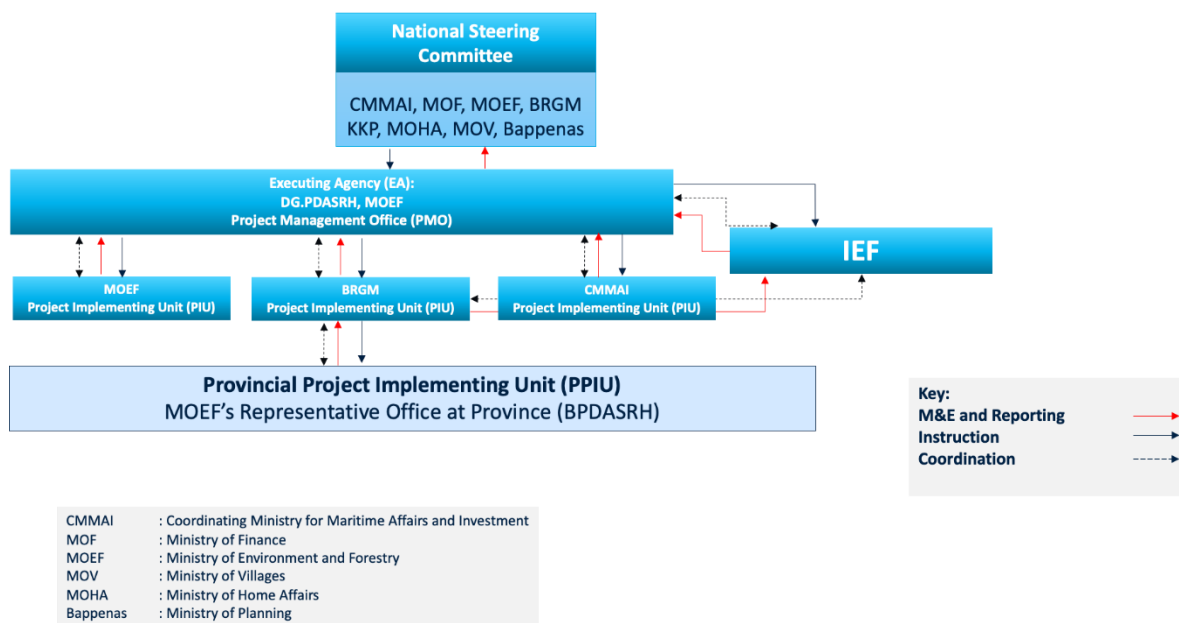 National Steering
Committee
CMMAI, MOF, MOEF, BRGM
KKP, MOHA, MOV, Bappenas
Executing Agency (EA):
DG.PDASRH, MOEF
Project Management Office (PMO)
IEF
MOEF
Project Implementing Unit (PIU)
BRGM
Project Implementing Unit (PIU)
CMMAI
Project Implementing Unit (PIU)
Provincial Project Implementing Unit (PPIU)
MOEF's Representative Office at Province (BPDASRH)
Key:
M&E and Reporting
Instruction
Coordination
CMMAI : Coordinating Ministry for Maritime Affairs and Investment
MOF : Ministry of Finance
MOEF : Ministry of Environment and Forestry
MOV : Ministry of Villages
MOHA : Ministry of Home Affairs
Bappenas : Ministry of Planning